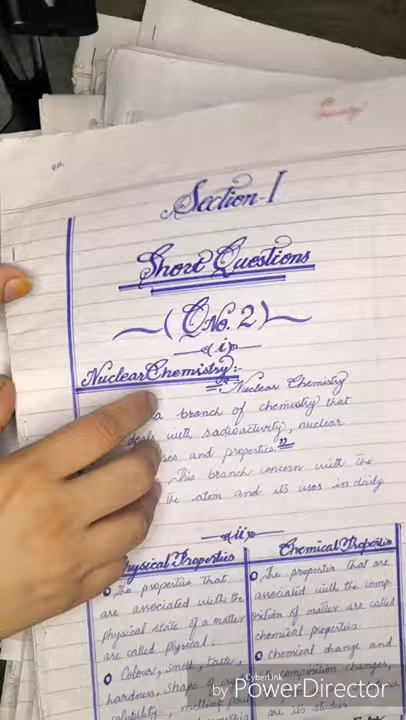 Section-I
Short Questions
(Q No. 2)
i
Nuclear Chemistry:-
"Nuclear Chemistry
a branch of chemistry that
deals with radioactivity, nuclear
and properties."
This branch concern with the
the atom and its uses in daily
ii
Physical Properties
The properties that
are associated with the
physical state of a matter
are called physical.
Colour, smell, taste,
hardness, shape of
solubility,
Chemical Properties
The properties that are
associated with the comp-
osition of matter are called
chemical properties.
Chemical change and
composition changes,
are its studies
CyberLink
by PowerDirector